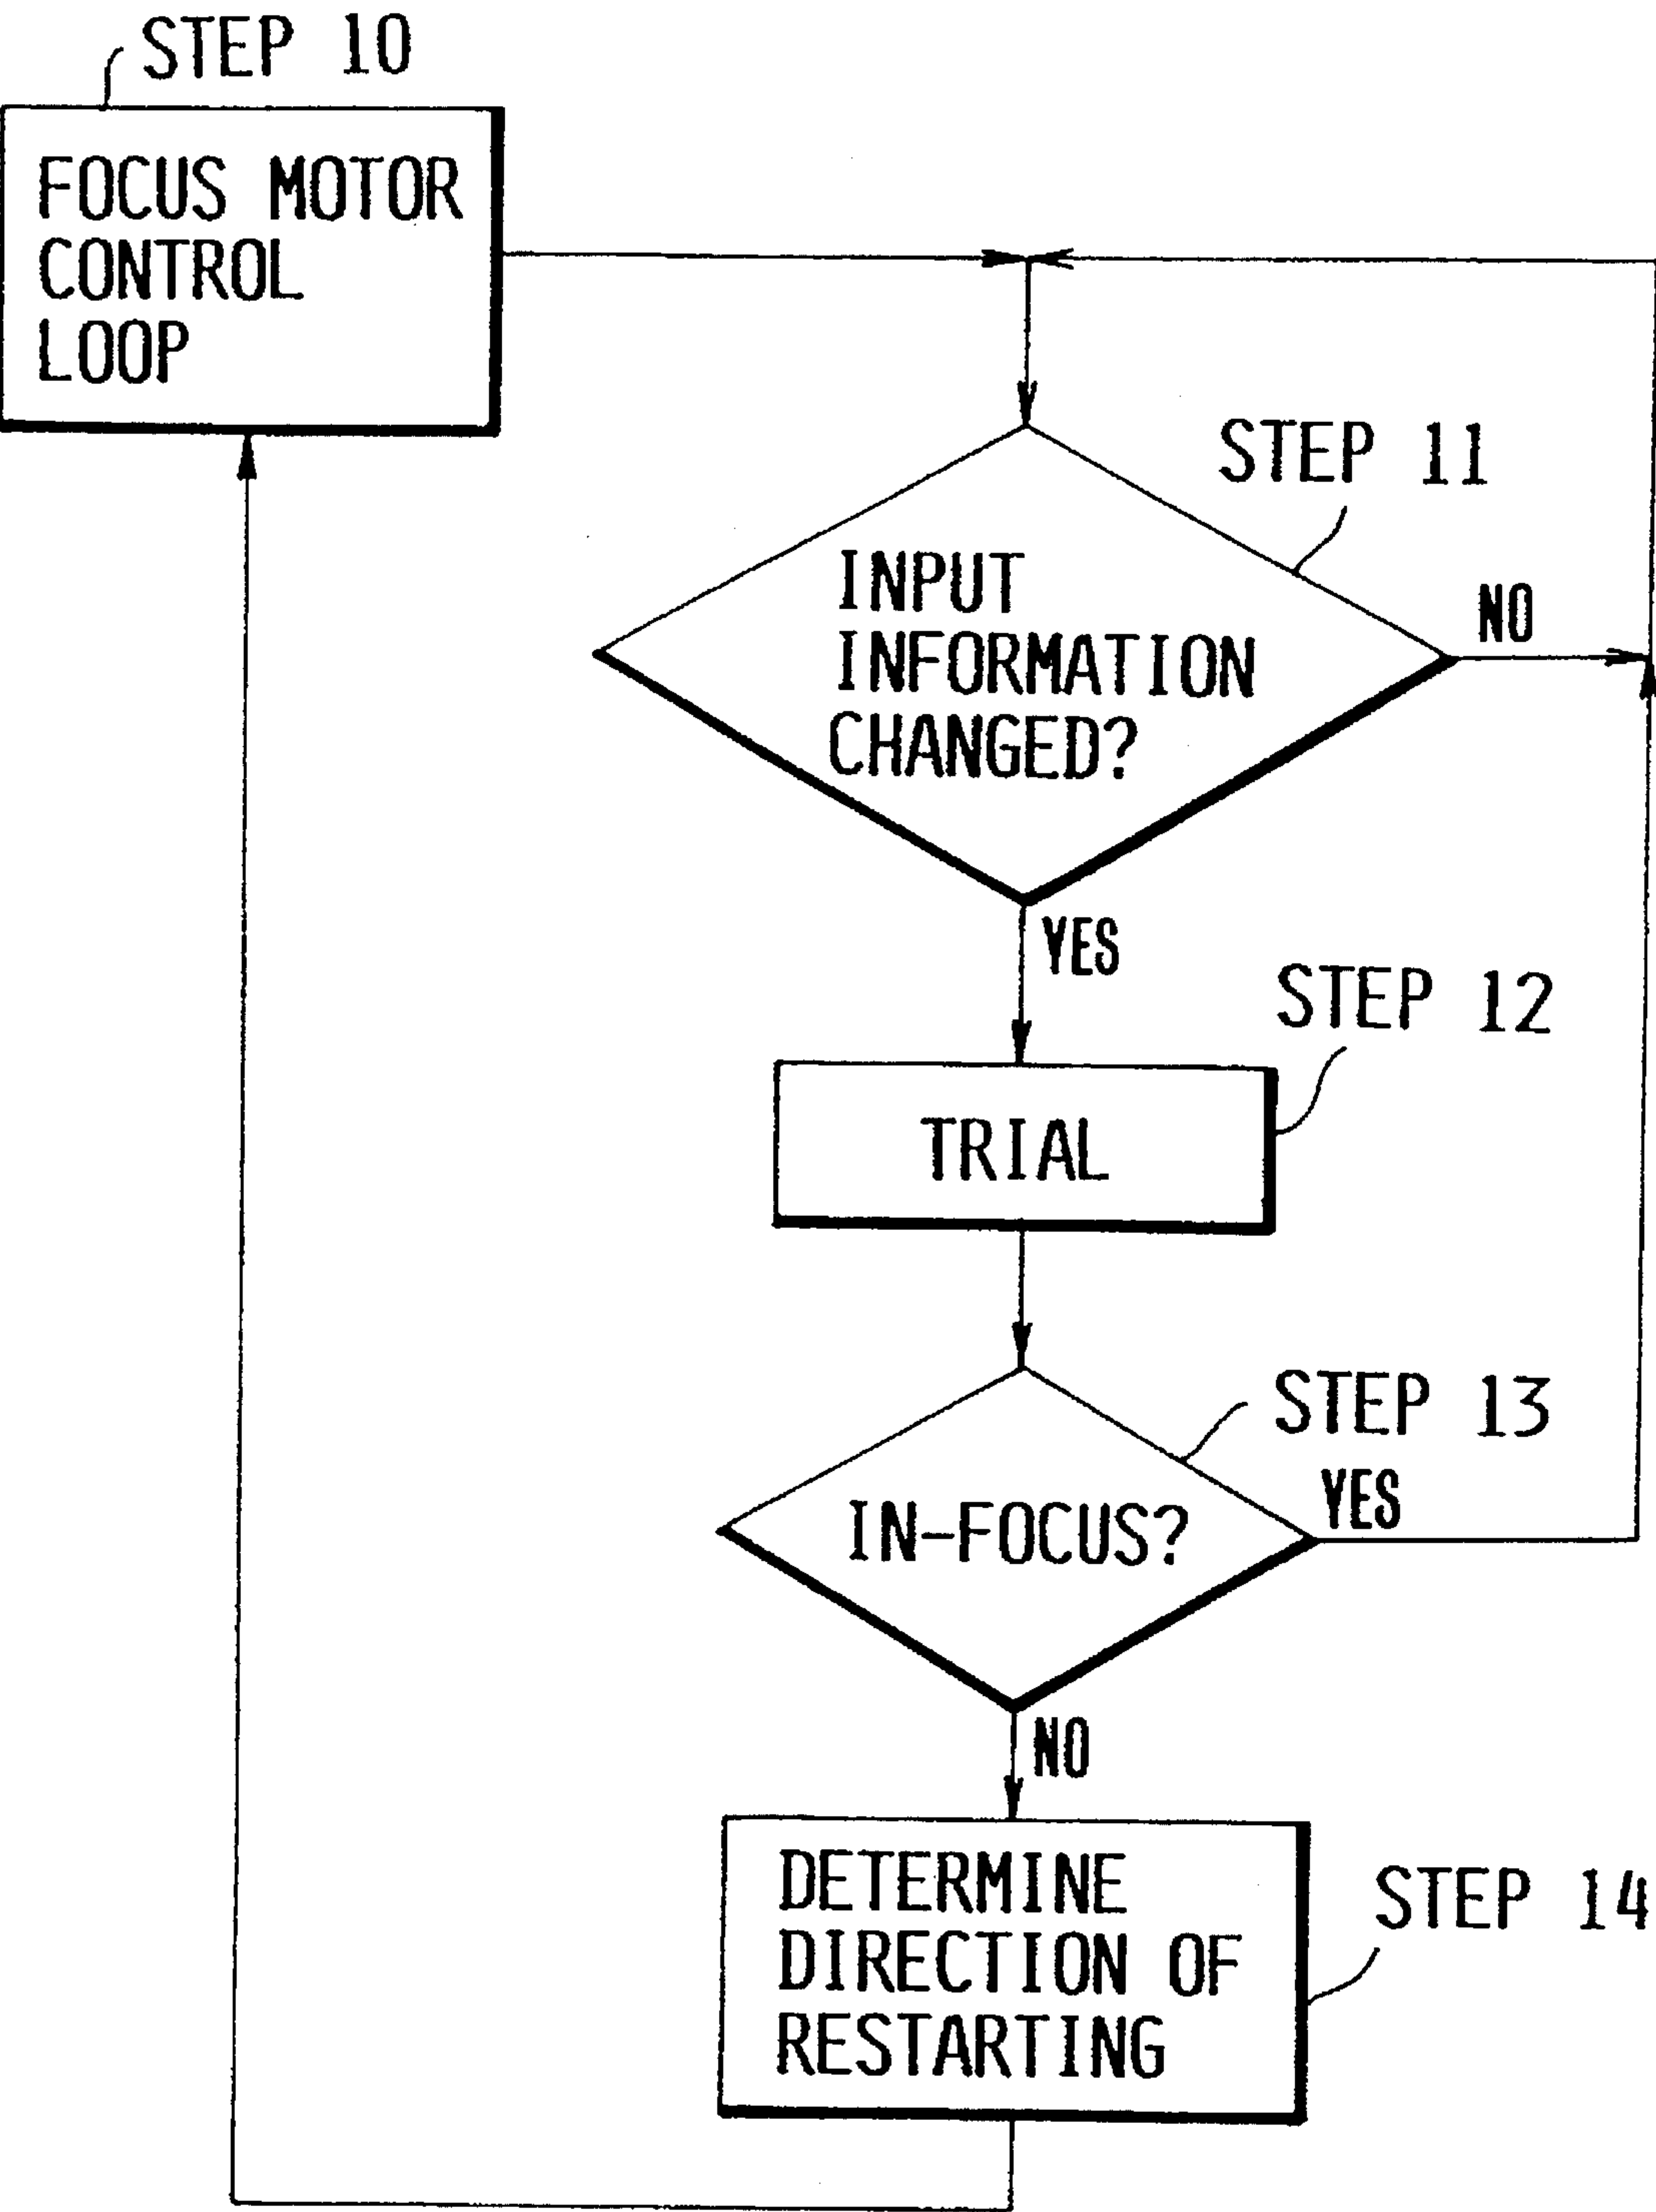 STEP 10
FOCUS MOTOR
CONTROL
LOOP
STEP 11
INPUT
INFORMATION
CHANGED?
NO
YES
STEP 12
TRIAL
STEP 13
IN-FOCUS?
YES
NO
DETERMINE
DIRECTION OF
RESTARTING
STEP 14